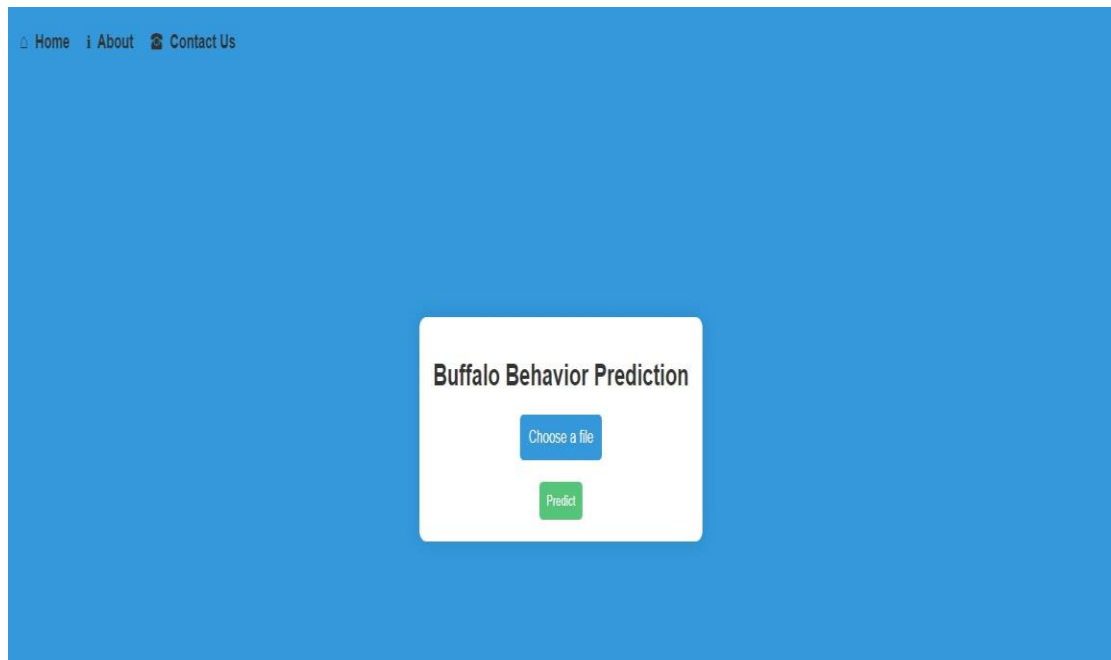 ⌂ Home i About ☎ Contact Us
Buffalo Behavior Prediction
Choose a file
Predict